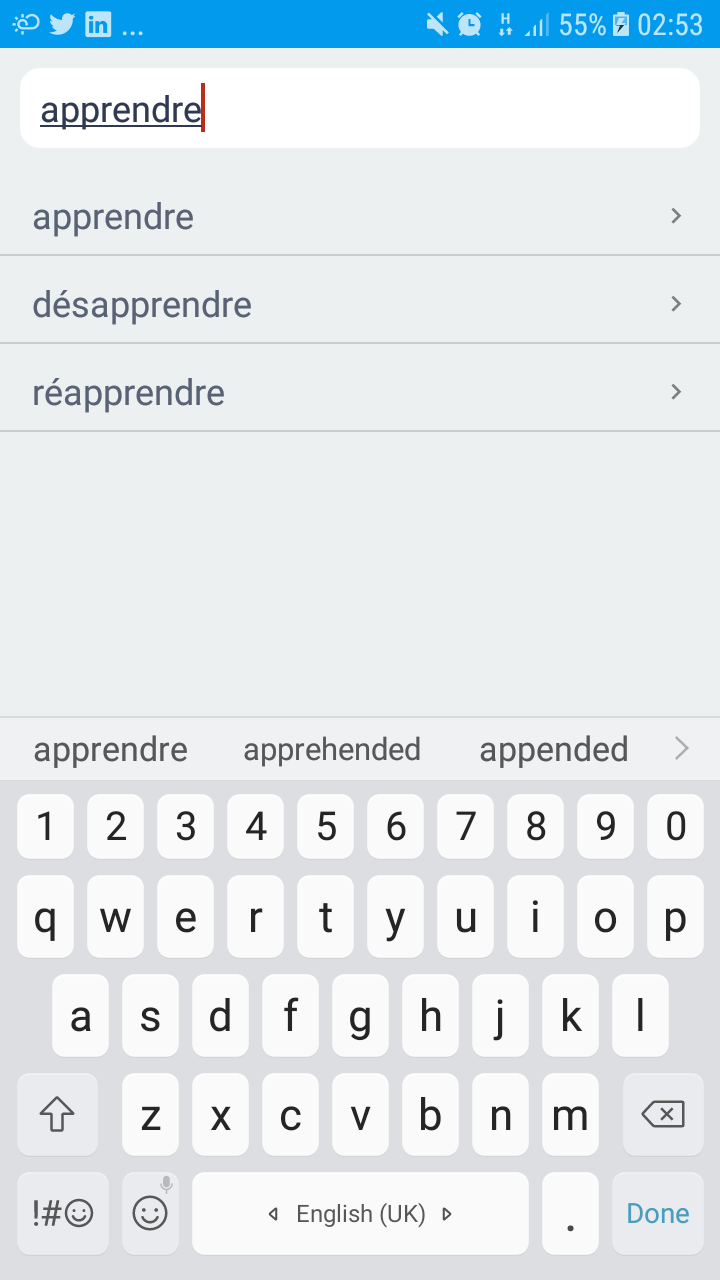 in ... H 55% 02:53
apprendre
apprendre
désapprendre
réapprendre
apprendre apprehended appended
1 2 3 4 5 6 7 8 9 0
q w e r t y u i o p
a s d f g h j k l
z x c v b n m
!# English (UK) . Done